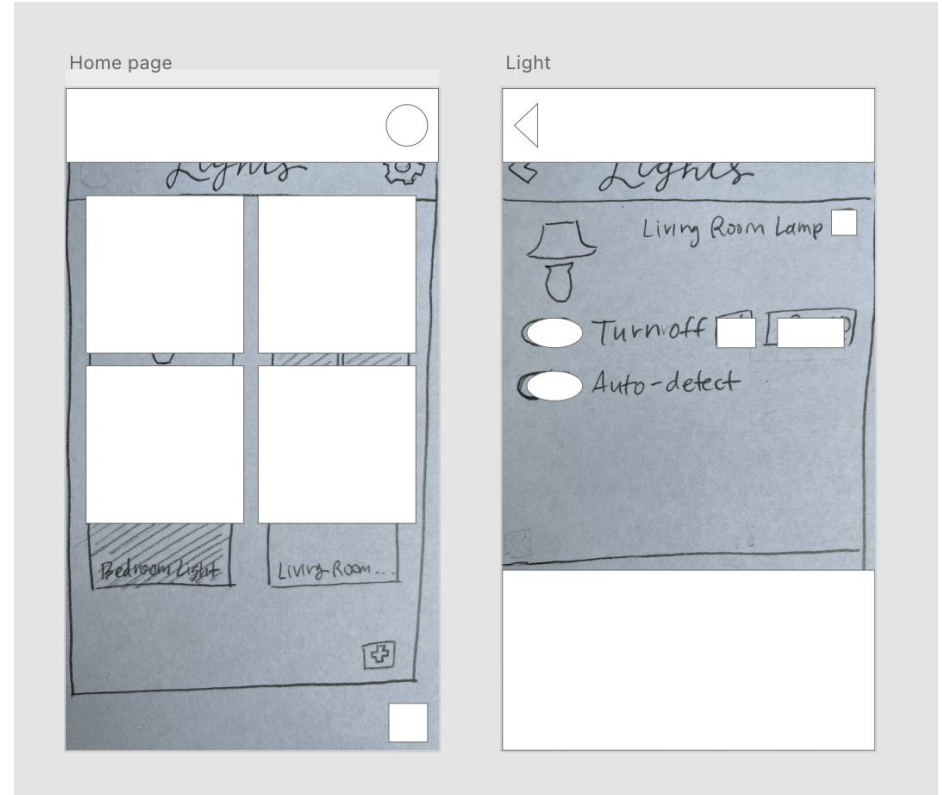 Home page
Lights
Bedroom Light
Living Room...
Light
Lights
Living Room Lamp
Turn off
Auto-detect